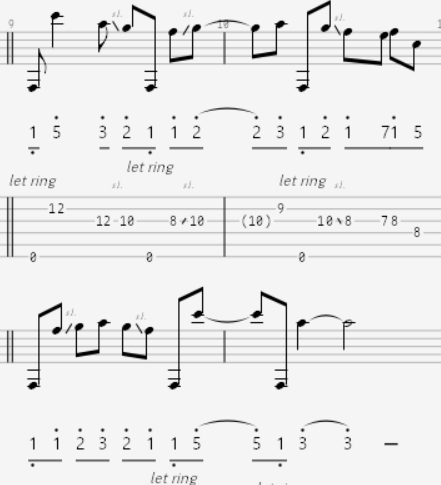 9 sl. sl. 10 sl. 1
1 5 3 2 1 1 2 2 3 1 2 1 7 1 5
let ring
let ring sl. sl. let ring sl.
12 9
12 10 8 10 (10) 10 8 7 8
8
0 0 0
sl. sl.
1 1 2 3 2 1 1 5 5 1 3 3 —
let ring